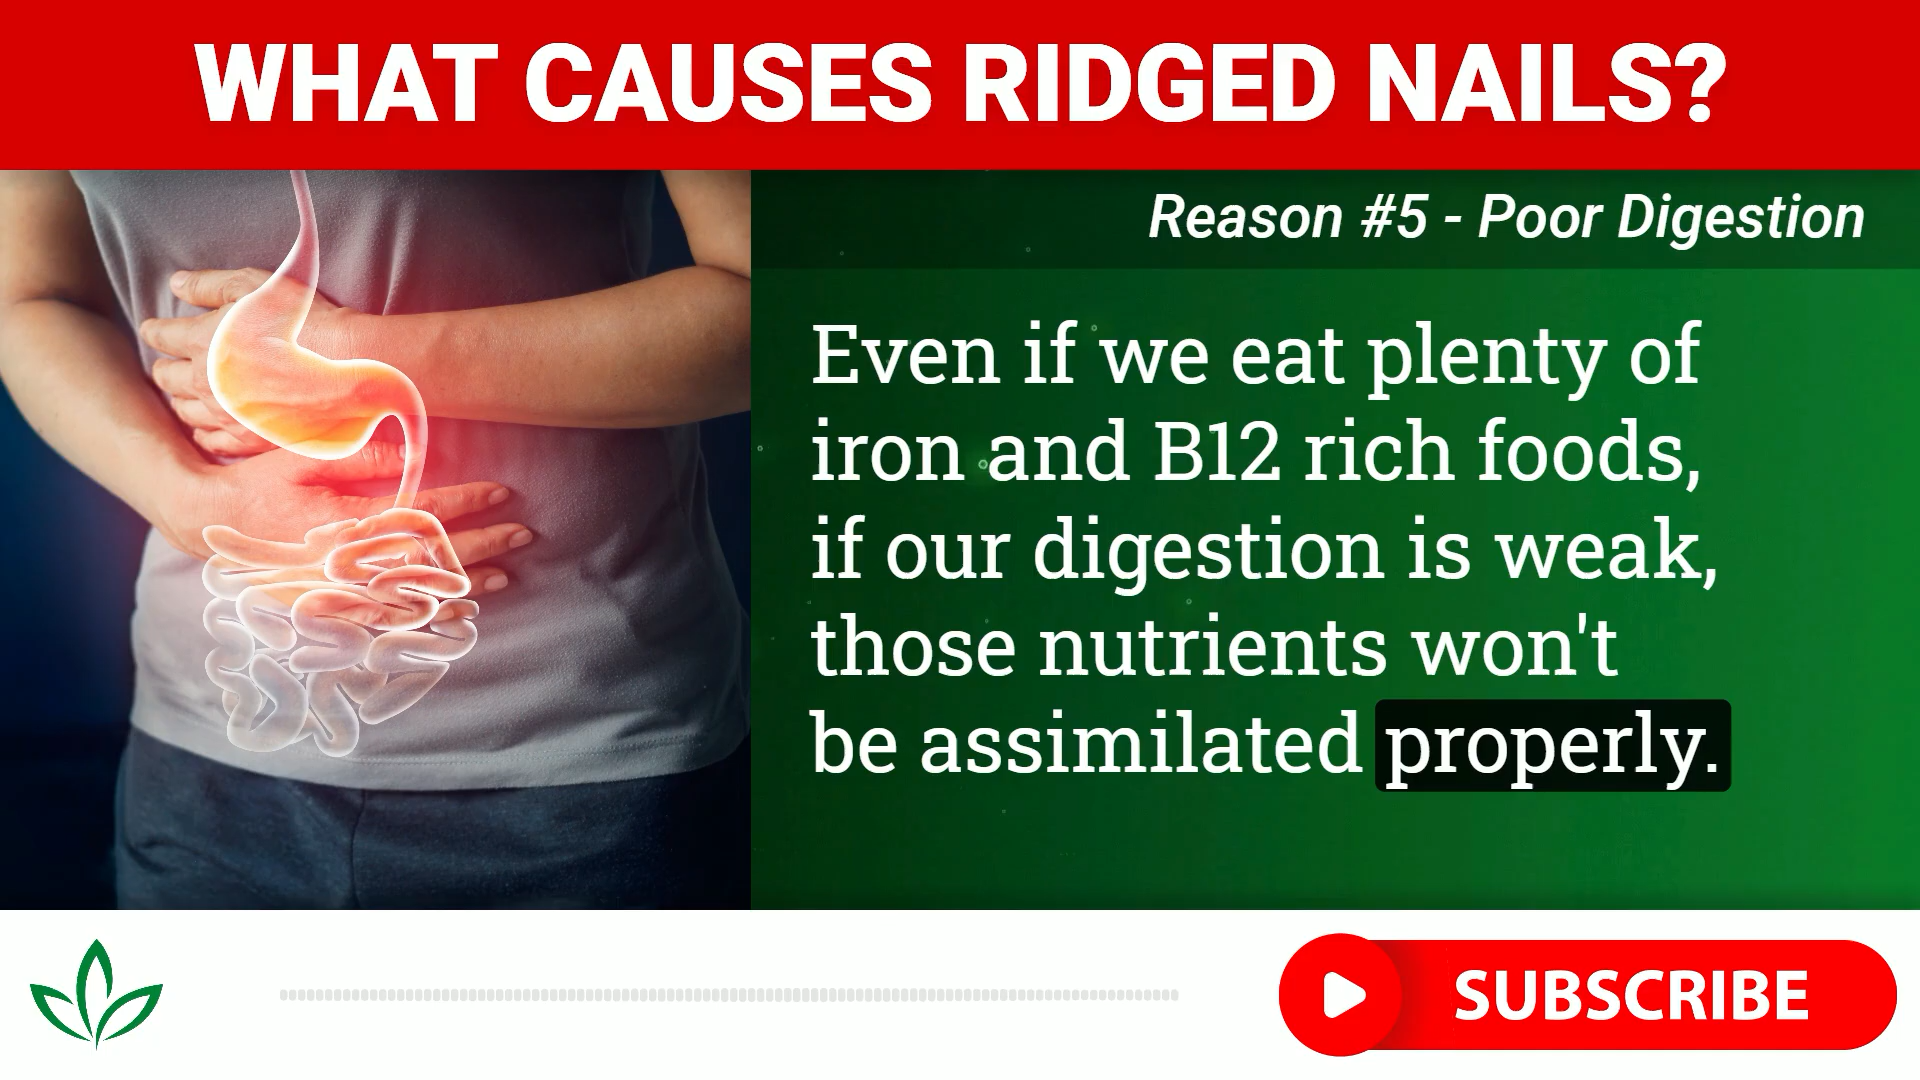 WHAT CAUSES RIDGED NAILS?
Reason #5 - Poor Digestion
Even if we eat plenty of
iron and B12 rich foods,
if our digestion is weak,
those nutrients won't
be assimilated properly.
SUBSCRIBE